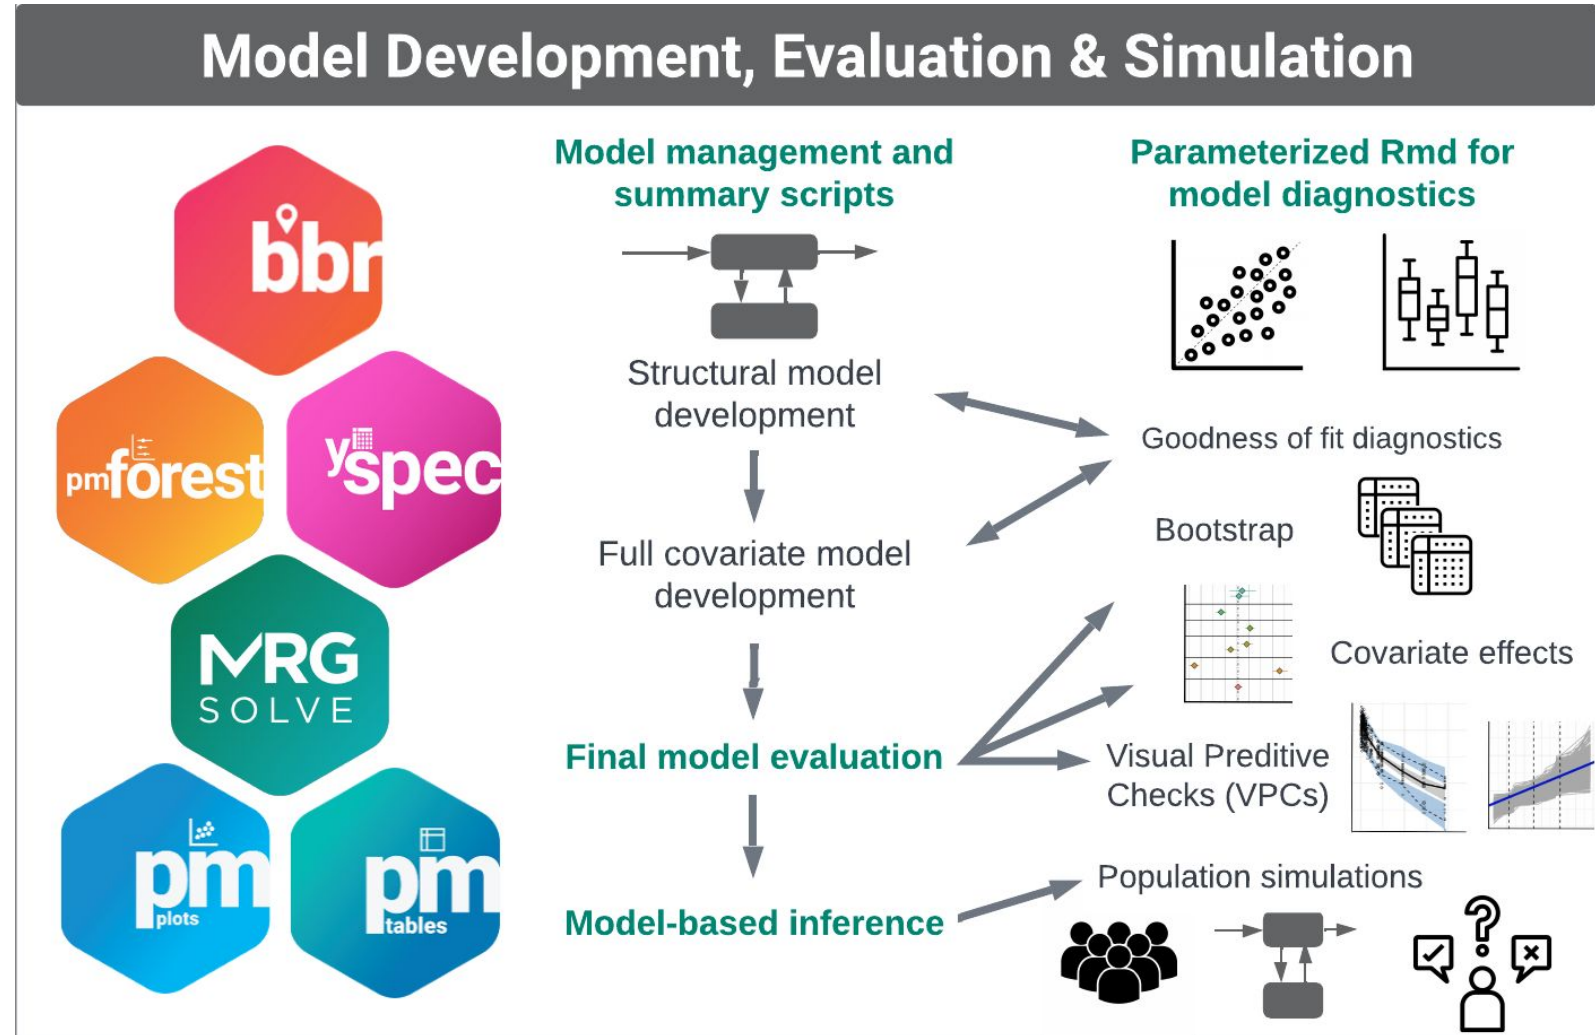 Model Development, Evaluation & Simulation
bbr
pmforest
yspec
MRG
SOLVE
pm
plots
pm
tables
Model management and
summary scripts
Structural model
development
Full covariate model
development
Final model evaluation
Model-based inference
Parameterized Rmd for
model diagnostics
Goodness of fit diagnostics
Bootstrap
Covariate effects
Visual Preditive
Checks (VPCs)
Population simulations
?